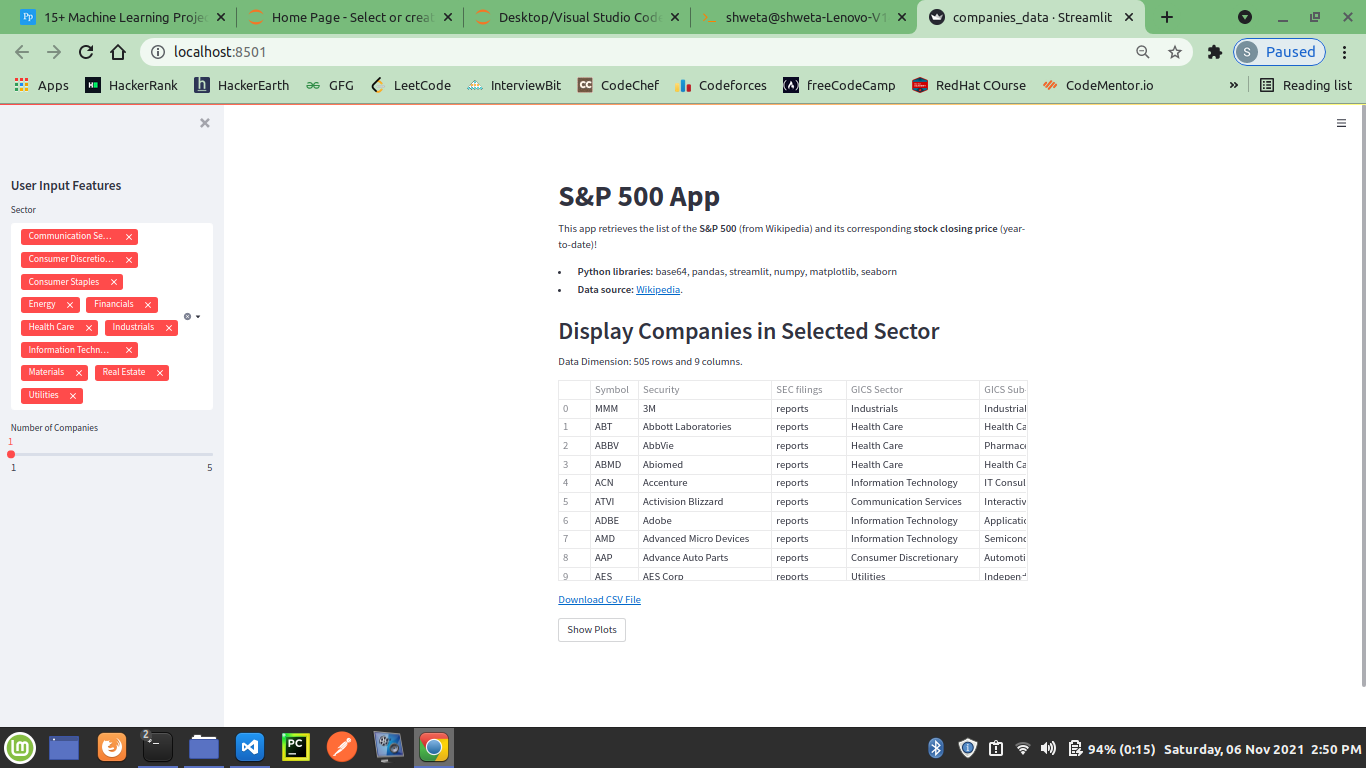 15+ Machine Learning Projec
Home Page - Select or creat
Desktop/Visual Studio Code
shweta@shweta-Lenovo-V1
companies_data · Streamlit
localhost:8501
S Paused
Apps
HackerRank
HackerEarth
GFG
LeetCode
InterviewBit
CodeChef
Codeforces
freeCodeCamp
RedHat COurse
CodeMentor.io
»
Reading list
User Input Features
Sector
Communication Se...
Consumer Discretio...
Consumer Staples
Energy Financials
Health Care Industrials
Information Techn...
Materials Real Estate
Utilities
Number of Companies
1
1 5
S&P 500 App
This app retrieves the list of the S&P 500 (from Wikipedia) and its corresponding stock closing price (year-
to-date)!
• Python libraries: base64, pandas, streamlit, numpy, matplotlib, seaborn
• Data source: Wikipedia.
Display Companies in Selected Sector
Data Dimension: 505 rows and 9 columns.
Symbol Security SEC filings GICS Sector GICS Sub-
0 MMM 3M reports Industrials Industrial
1 ABT Abbott Laboratories reports Health Care Health Ca
2 ABBV AbbVie reports Health Care Pharmac
3 ABMD Abiomed reports Health Care Health Ca
4 ACN Accenture reports Information Technology IT Consul
5 ATVI Activision Blizzard reports Communication Services Interactiv
6 ADBE Adobe reports Information Technology Applicatio
7 AMD Advanced Micro Devices reports Information Technology Semicond
8 AAP Advance Auto Parts reports Consumer Discretionary Automoti
9 AES AES Corp reports Utilities Independ
Download CSV File
Show Plots
2
PC
94% (0:15) Saturday, 06 Nov 2021 2:50 PM